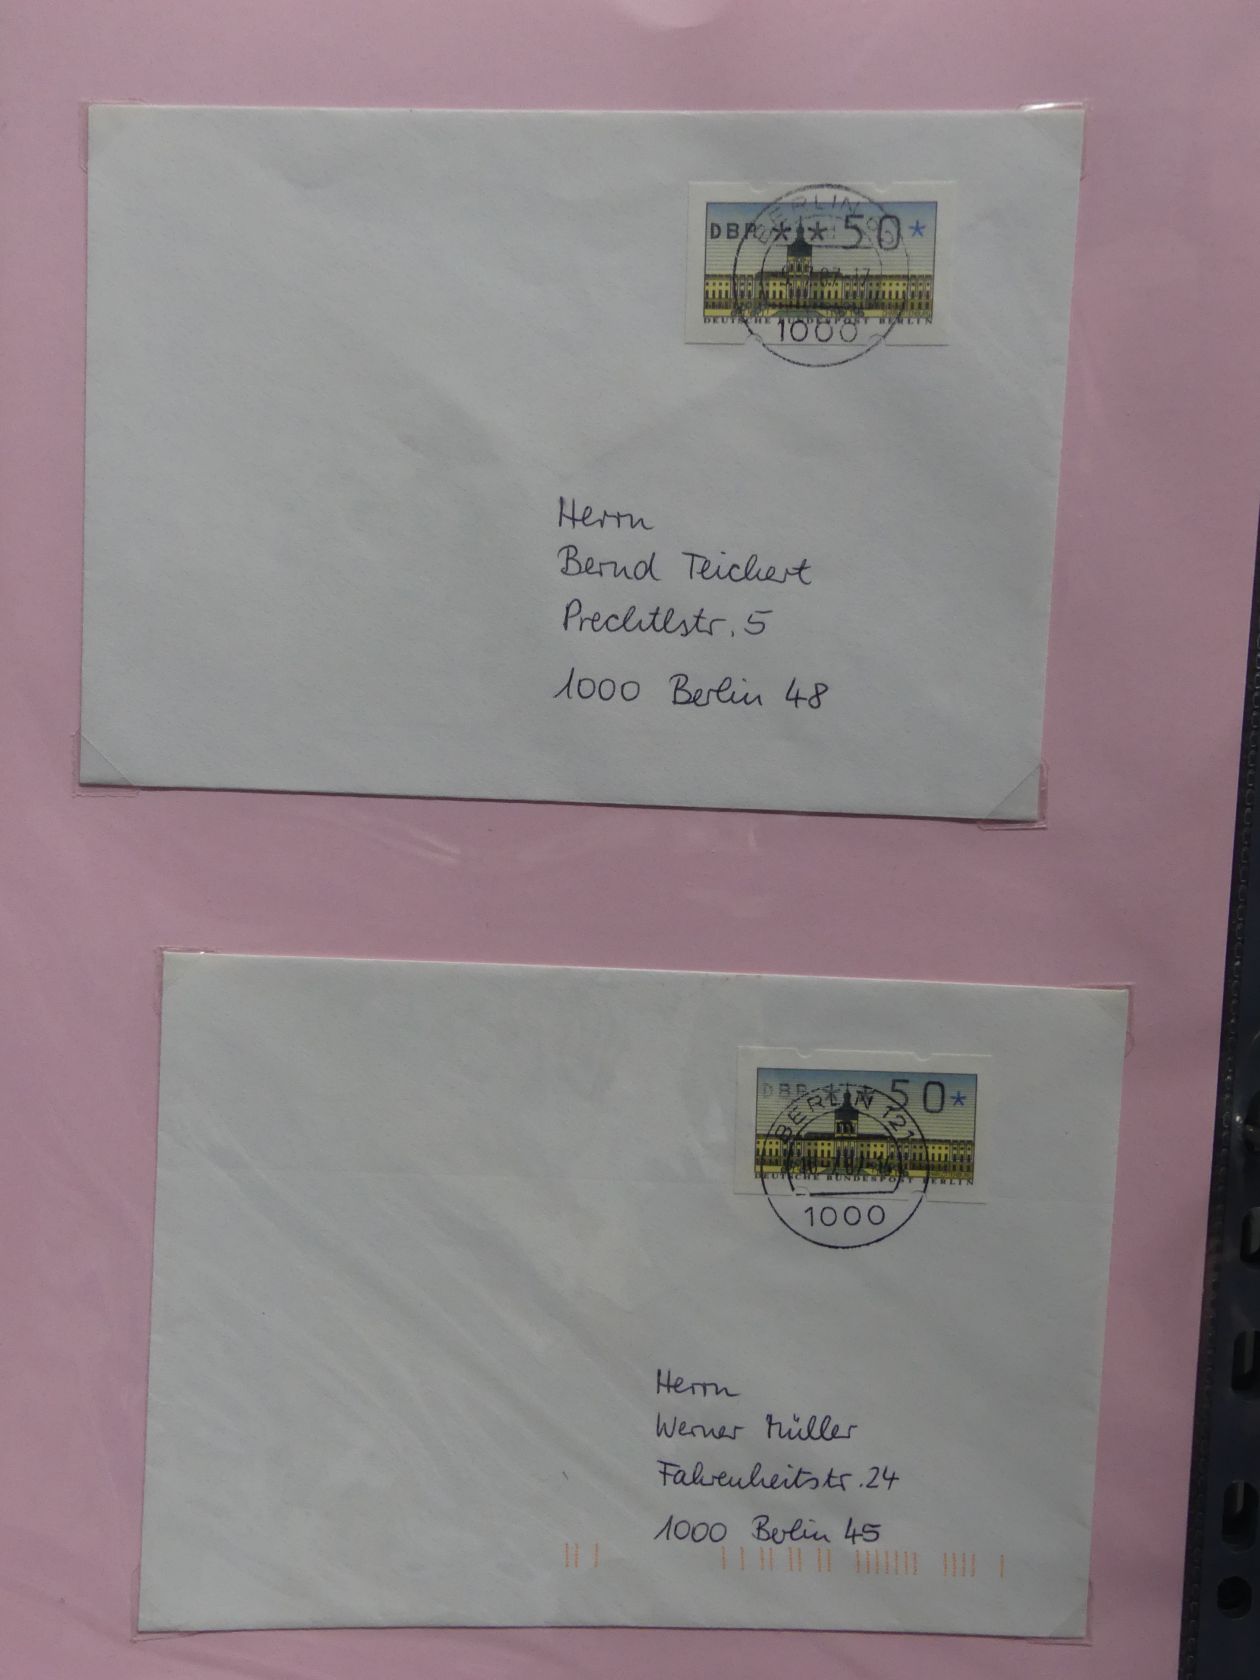 DBP **50*
DEUTSCHE BUNDESPOST BERLIN
BERLIN
1000
Herrn
Bernd Teichert
Prechtlstr. 5
1000 Berlin 48
DBP **50*
DEUTSCHE BUNDESPOST BERLIN
BERLIN 121
1000
Herrn
Werner Müller
Fahrenheitstr. 24
1000 Berlin 45